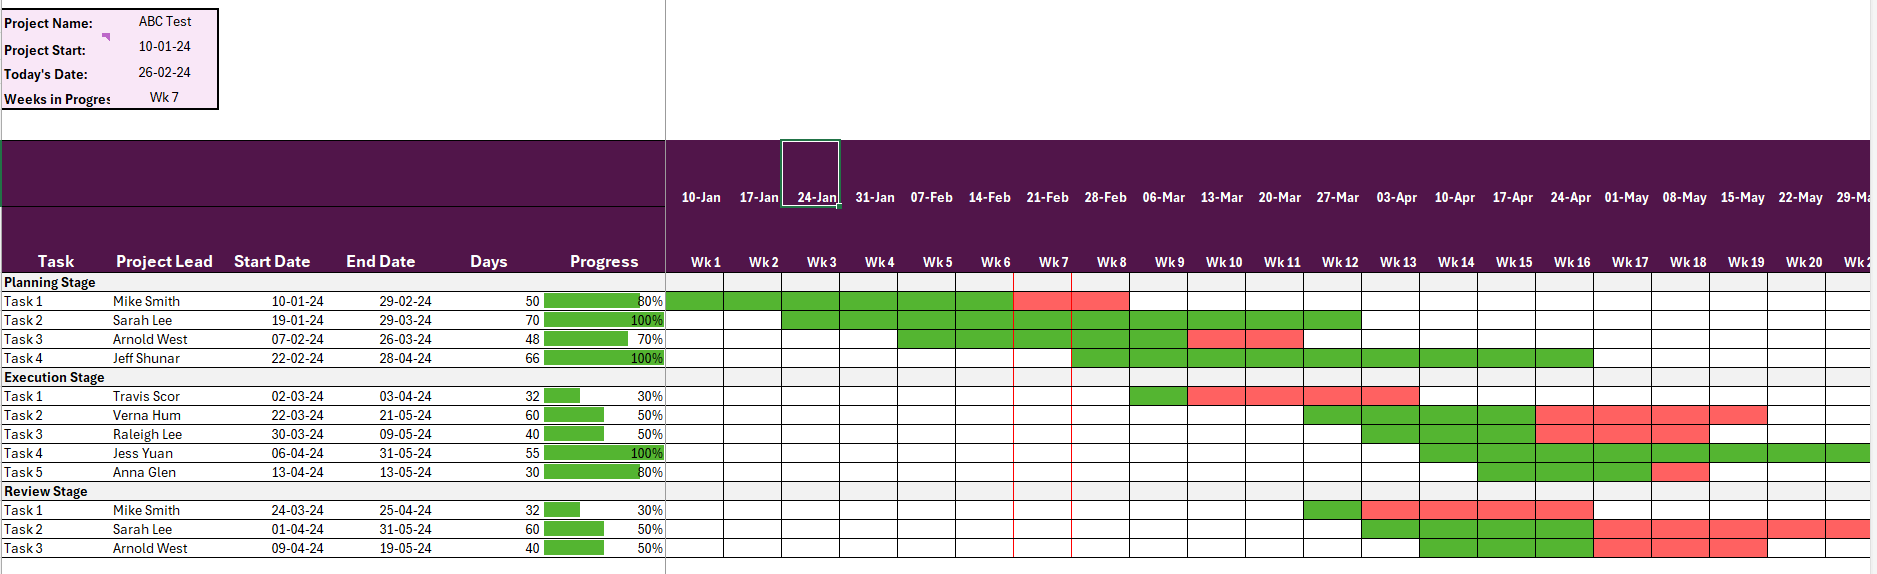 Project Name: ABC Test
Project Start: 10-01-24
Today's Date: 26-02-24
Weeks in Progres Wk 7
10-Jan 17-Jan 24-Jan 31-Jan 07-Feb 14-Feb 21-Feb 28-Feb 06-Mar 13-Mar 20-Mar 27-Mar 03-Apr 10-Apr 17-Apr 24-Apr 01-May 08-May 15-May 22-May 29-Ma
Task Project Lead Start Date End Date Days Progress Wk 1 Wk 2 Wk 3 Wk 4 Wk 5 Wk 6 Wk 7 Wk 8 Wk 9 Wk 10 Wk 11 Wk 12 Wk 13 Wk 14 Wk 15 Wk 16 Wk 17 Wk 18 Wk 19 Wk 20 Wk 2
Planning Stage
Task 1 Mike Smith 10-01-24 29-02-24 50 80%
Task 2 Sarah Lee 19-01-24 29-03-24 70 100%
Task 3 Arnold West 07-02-24 26-03-24 48 70%
Task 4 Jeff Shunar 22-02-24 28-04-24 66 100%
Execution Stage
Task 1 Travis Scor 02-03-24 03-04-24 32 30%
Task 2 Verna Hum 22-03-24 21-05-24 60 50%
Task 3 Raleigh Lee 30-03-24 09-05-24 40 50%
Task 4 Jess Yuan 06-04-24 31-05-24 55 100%
Task 5 Anna Glen 13-04-24 13-05-24 30 80%
Review Stage
Task 1 Mike Smith 24-03-24 25-04-24 32 30%
Task 2 Sarah Lee 01-04-24 31-05-24 60 50%
Task 3 Arnold West 09-04-24 19-05-24 40 50%